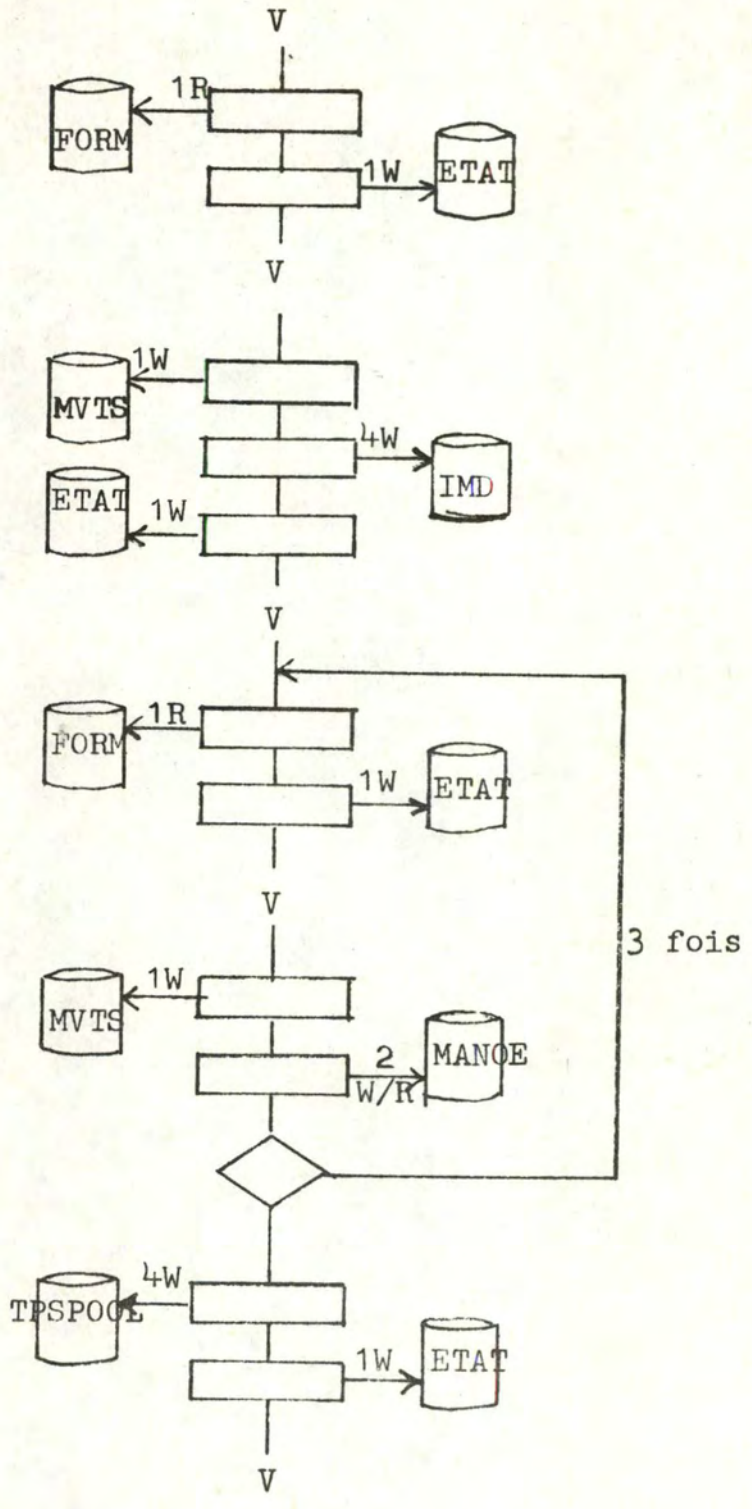 V
1R
FORM
1W
ETAT
V
1W
MVTS
4W
IMD
1W
ETAT
V
1R
FORM
1W
ETAT
V
3 fois
1W
MVTS
2
W/R
MANOE
4W
TPSPOOL
1W
ETAT
V